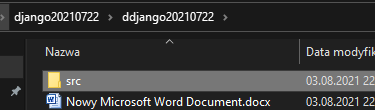 django20210722 > ddjango20210722 >
Nazwa Data modyfik
src 03.08.2021 22
Nowy Microsoft Word Document.docx 03.08.2021 22